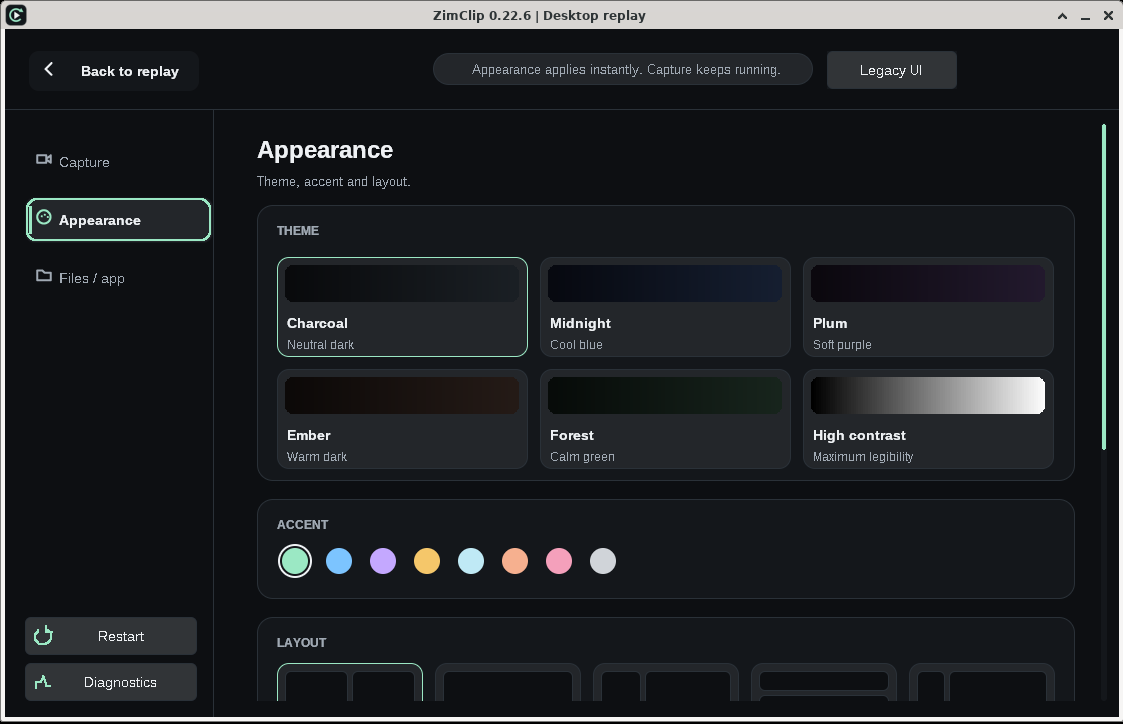 ZimClip 0.22.6 | Desktop replay
Back to replay
Appearance applies instantly. Capture keeps running.
Legacy UI
Capture
Appearance
Files / app
Restart
Diagnostics
Appearance
Theme, accent and layout.
THEME
Charcoal
Neutral dark
Midnight
Cool blue
Plum
Soft purple
Ember
Warm dark
Forest
Calm green
High contrast
Maximum legibility
ACCENT
LAYOUT